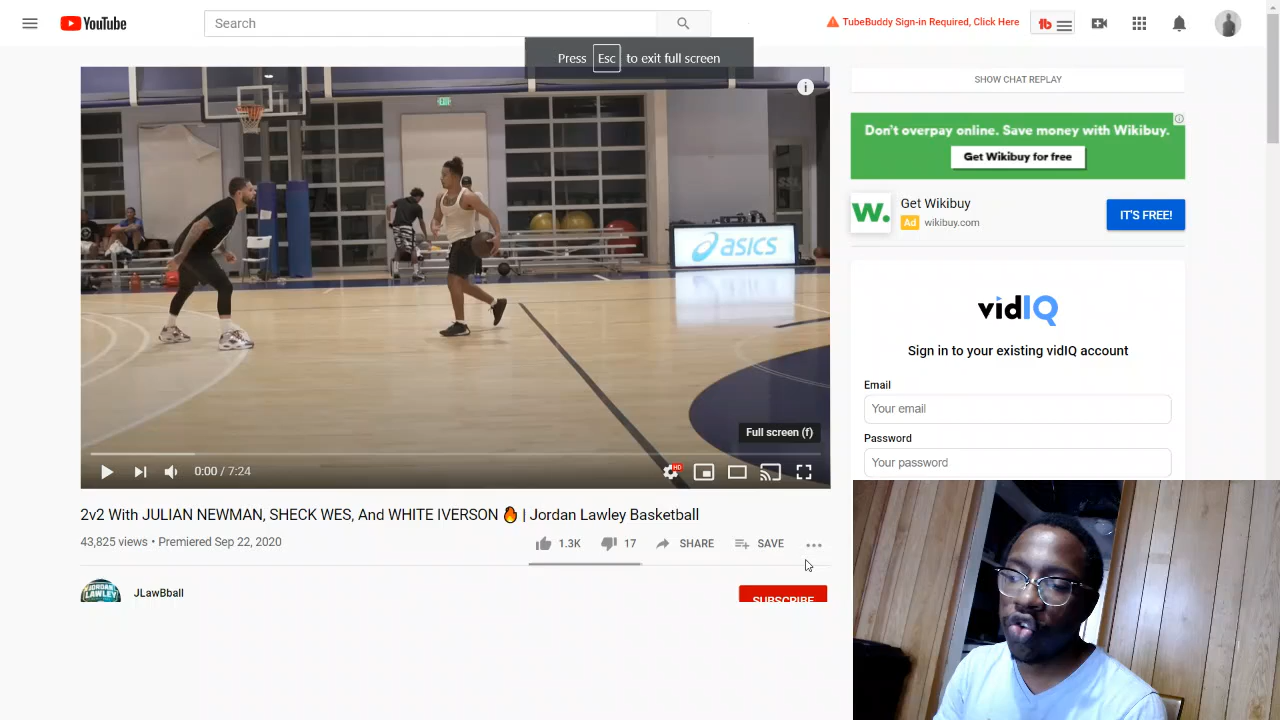 YouTube
Search
TubeBuddy Sign-in Required, Click Here
tb
Press Esc to exit full screen
SHOW CHAT REPLAY
Don't overpay online. Save money with Wikibuy.
Get Wikibuy for free
W.
Get Wikibuy
Ad wikibuy.com
IT'S FREE!
asics
vidIQ
Sign in to your existing vidIQ account
Email
Your email
Password
Your password
Full screen (f)
0:00 / 7:24
HD
2v2 With JULIAN NEWMAN, SHECK WES, And WHITE IVERSON 🔥 | Jordan Lawley Basketball
43,825 views • Premiered Sep 22, 2020
1.3K
17
SHARE
SAVE
JORDAN
LAWLEY
JLawBball
SUBSCRIBE